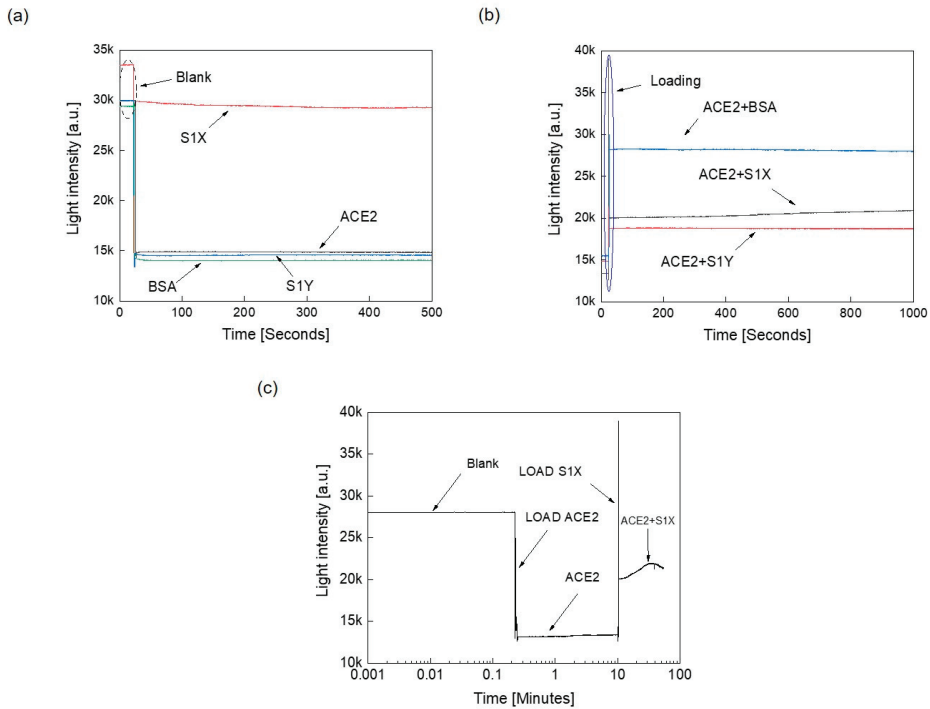 (a)
35k
30k
25k
20k
15k
10k
Light intensity [a.u.]
Blank
S1X
ACE2
BSA
S1Y
0 100 200 300 400 500
Time [Seconds]
(b)
40k
35k
30k
25k
20k
15k
10k
Light intensity [a.u.]
Loading
ACE2+BSA
ACE2+S1X
ACE2+S1Y
0 200 400 600 800 1000
Time [Seconds]
(c)
40k
35k
30k
25k
20k
15k
10k
Light intensity [a.u.]
Blank
LOAD S1X
LOAD ACE2
ACE2+S1X
ACE2
0.001 0.01 0.1 1 10 100
Time [Minutes]